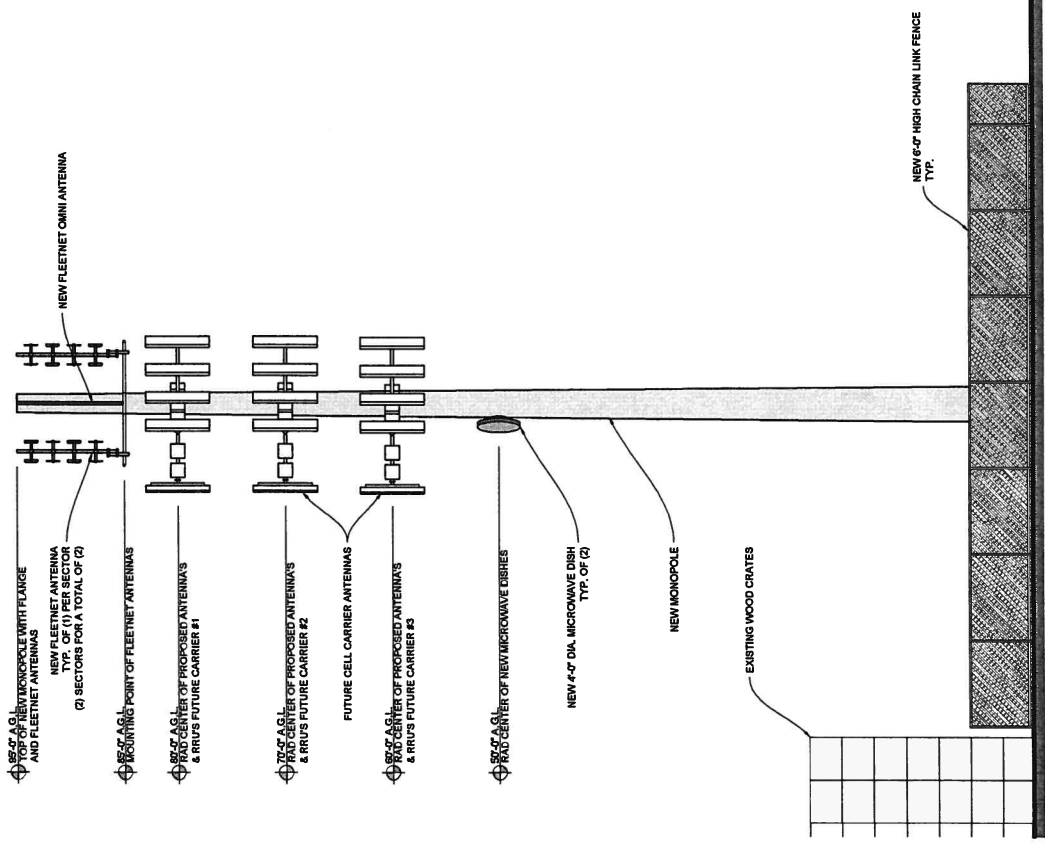 95'-0" A.G.L.
TOP OF NEW MONOPOLE WITH FLANGE
AND FLEETNET ANTENNAS
NEW FLEETNET ANTENNA
TYP. OF (1) PER SECTOR
(2) SECTORS FOR A TOTAL OF (2)
NEW FLEETNET OMNI ANTENNA
85'-0" A.G.L.
MOUNTING POINT OF FLEETNET ANTENNAS
80'-0" A.G.L.
RAD CENTER OF PROPOSED ANTENNA'S
& RRU'S FUTURE CARRIER #1
70'-0" A.G.L.
RAD CENTER OF PROPOSED ANTENNA'S
& RRU'S FUTURE CARRIER #2
FUTURE CELL CARRIER ANTENNAS
60'-0" A.G.L.
RAD CENTER OF PROPOSED ANTENNA'S
& RRU'S FUTURE CARRIER #3
50'-0" A.G.L.
RAD CENTER OF NEW MICROWAVE DISHES
NEW 4'-0" DIA. MICROWAVE DISH
TYP. OF (2)
NEW MONOPOLE
EXISTING WOOD CRATES
NEW 6'-0" HIGH CHAIN LINK FENCE
TYP.